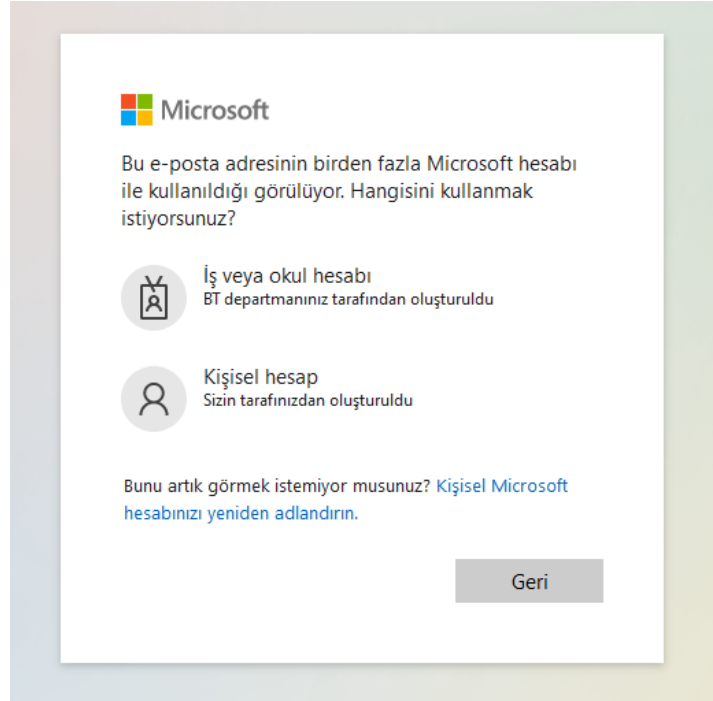 Microsoft
Bu e-posta adresinin birden fazla Microsoft hesabı
ile kullanıldığı görülüyor. Hangisini kullanmak
istiyorsunuz?
İş veya okul hesabı
BT departmanınız tarafından oluşturuldu
Kişisel hesap
Sizin tarafınızdan oluşturuldu
Bunu artık görmek istemiyor musunuz? Kişisel Microsoft
hesabınızı yeniden adlandırın.
Geri